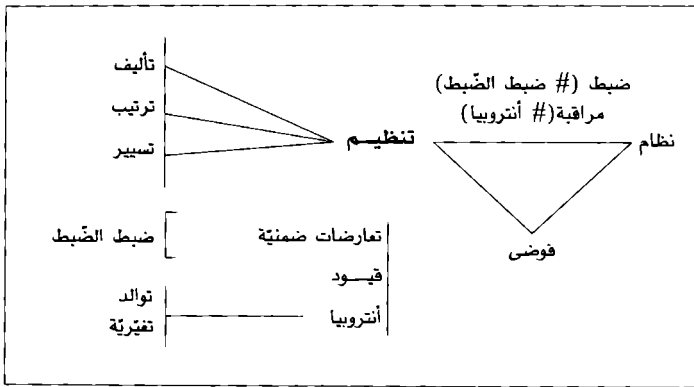 ضبط (# ضبط الضّبط)
مراقبة(# أنتروبيا)
نظام
فوضى
تنظيــم
تأليف
ترتيب
تسيير
تعارضات ضمنيّة
قيــود
أنتروبيا
ضبط الضّبط
توالد
تغيّريّة